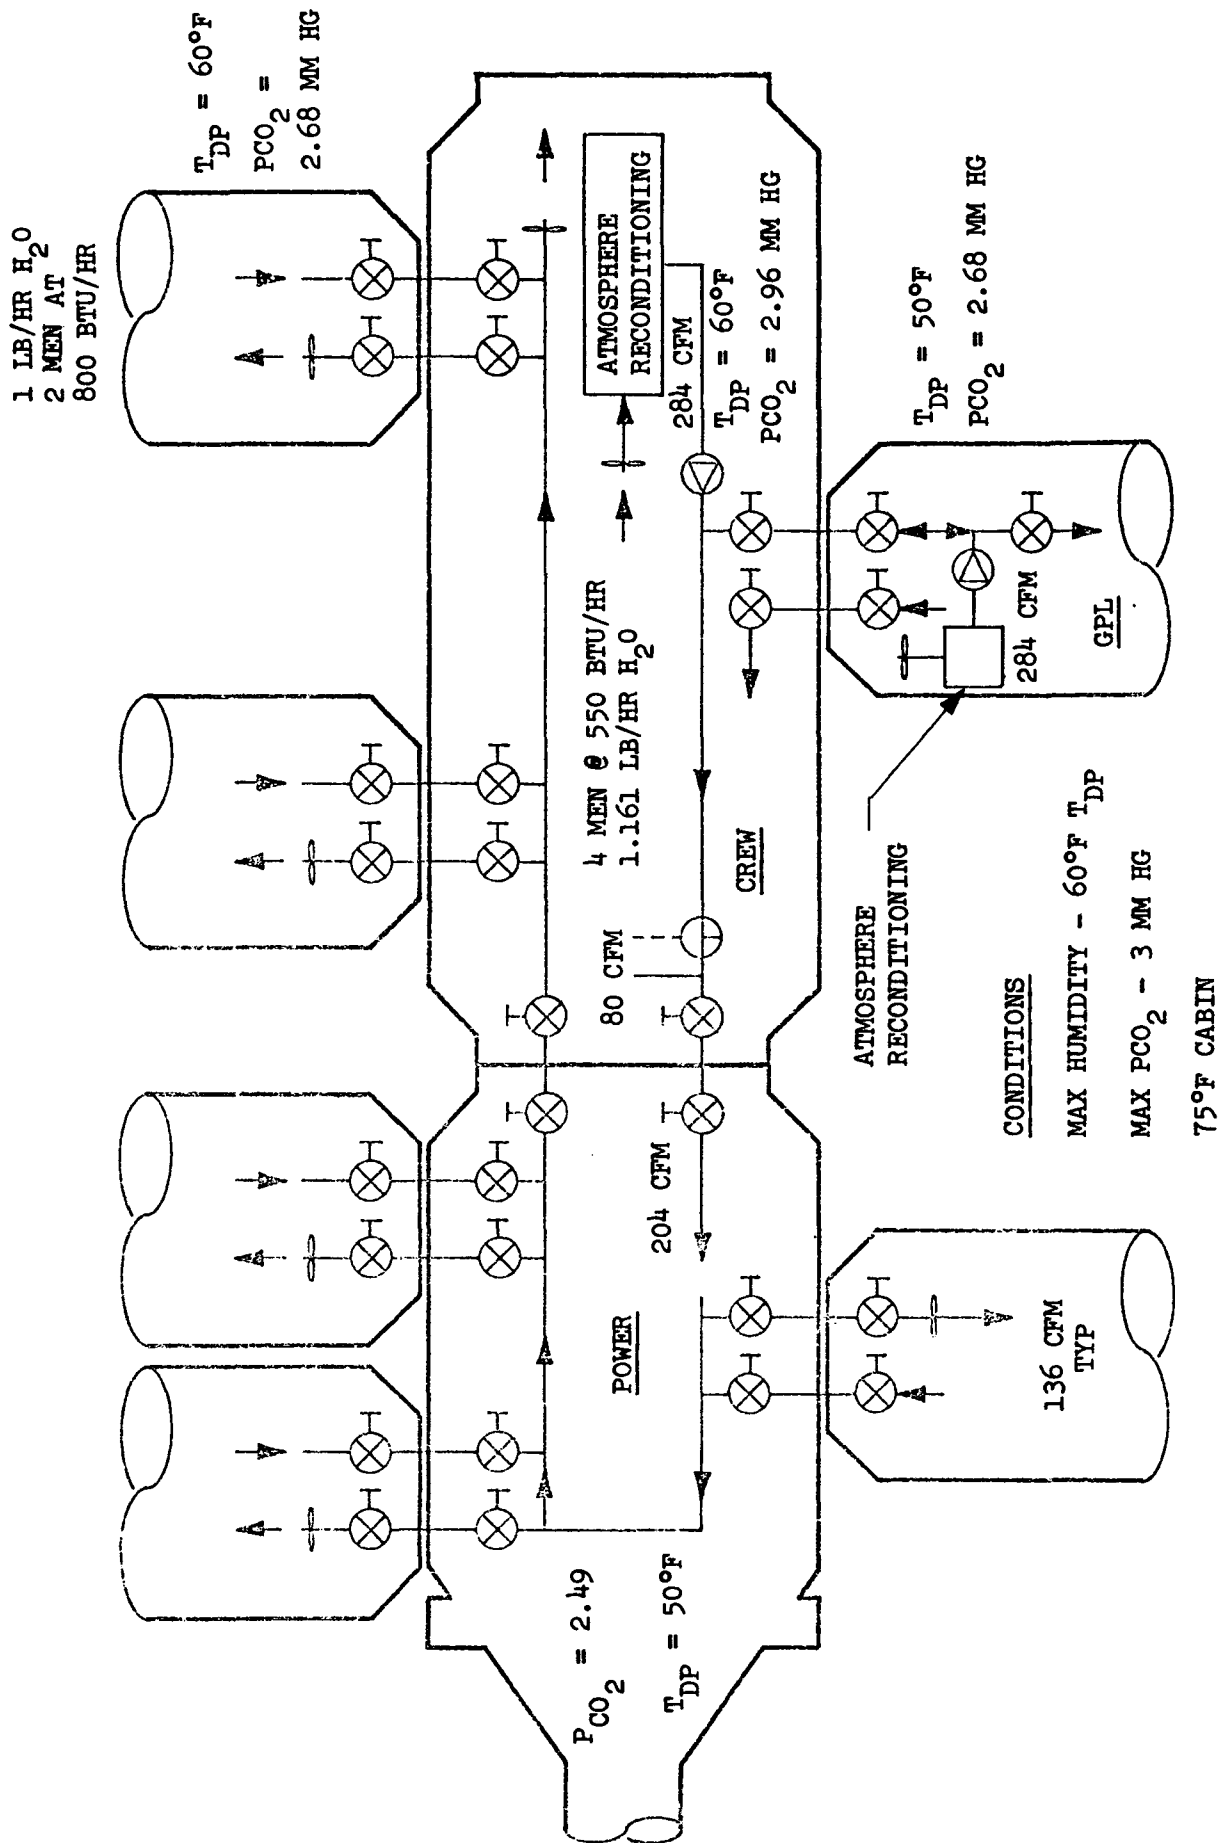 1 LB/HR H2O
2 MEN AT
800 BTU/HR
TDP = 60°F
PCO2 =
2.68 MM HG
ATMOSPHERE
RECONDITIONING
284 CFM
TDP = 60°F
PCO2 = 2.96 MM HG
4 MEN @ 550 BTU/HR
1.161 LB/HR H2O
80 CFM
CREW
204 CFM
POWER
PCO2 = 2.49
TDP = 50°F
TDP = 50°F
PCO2 = 2.68 MM HG
284 CFM
GPL
ATMOSPHERE
RECONDITIONING
136 CFM
TYP
CONDITIONS
MAX HUMIDITY - 60°F TDP
MAX PCO2 - 3 MM HG
75°F CABIN